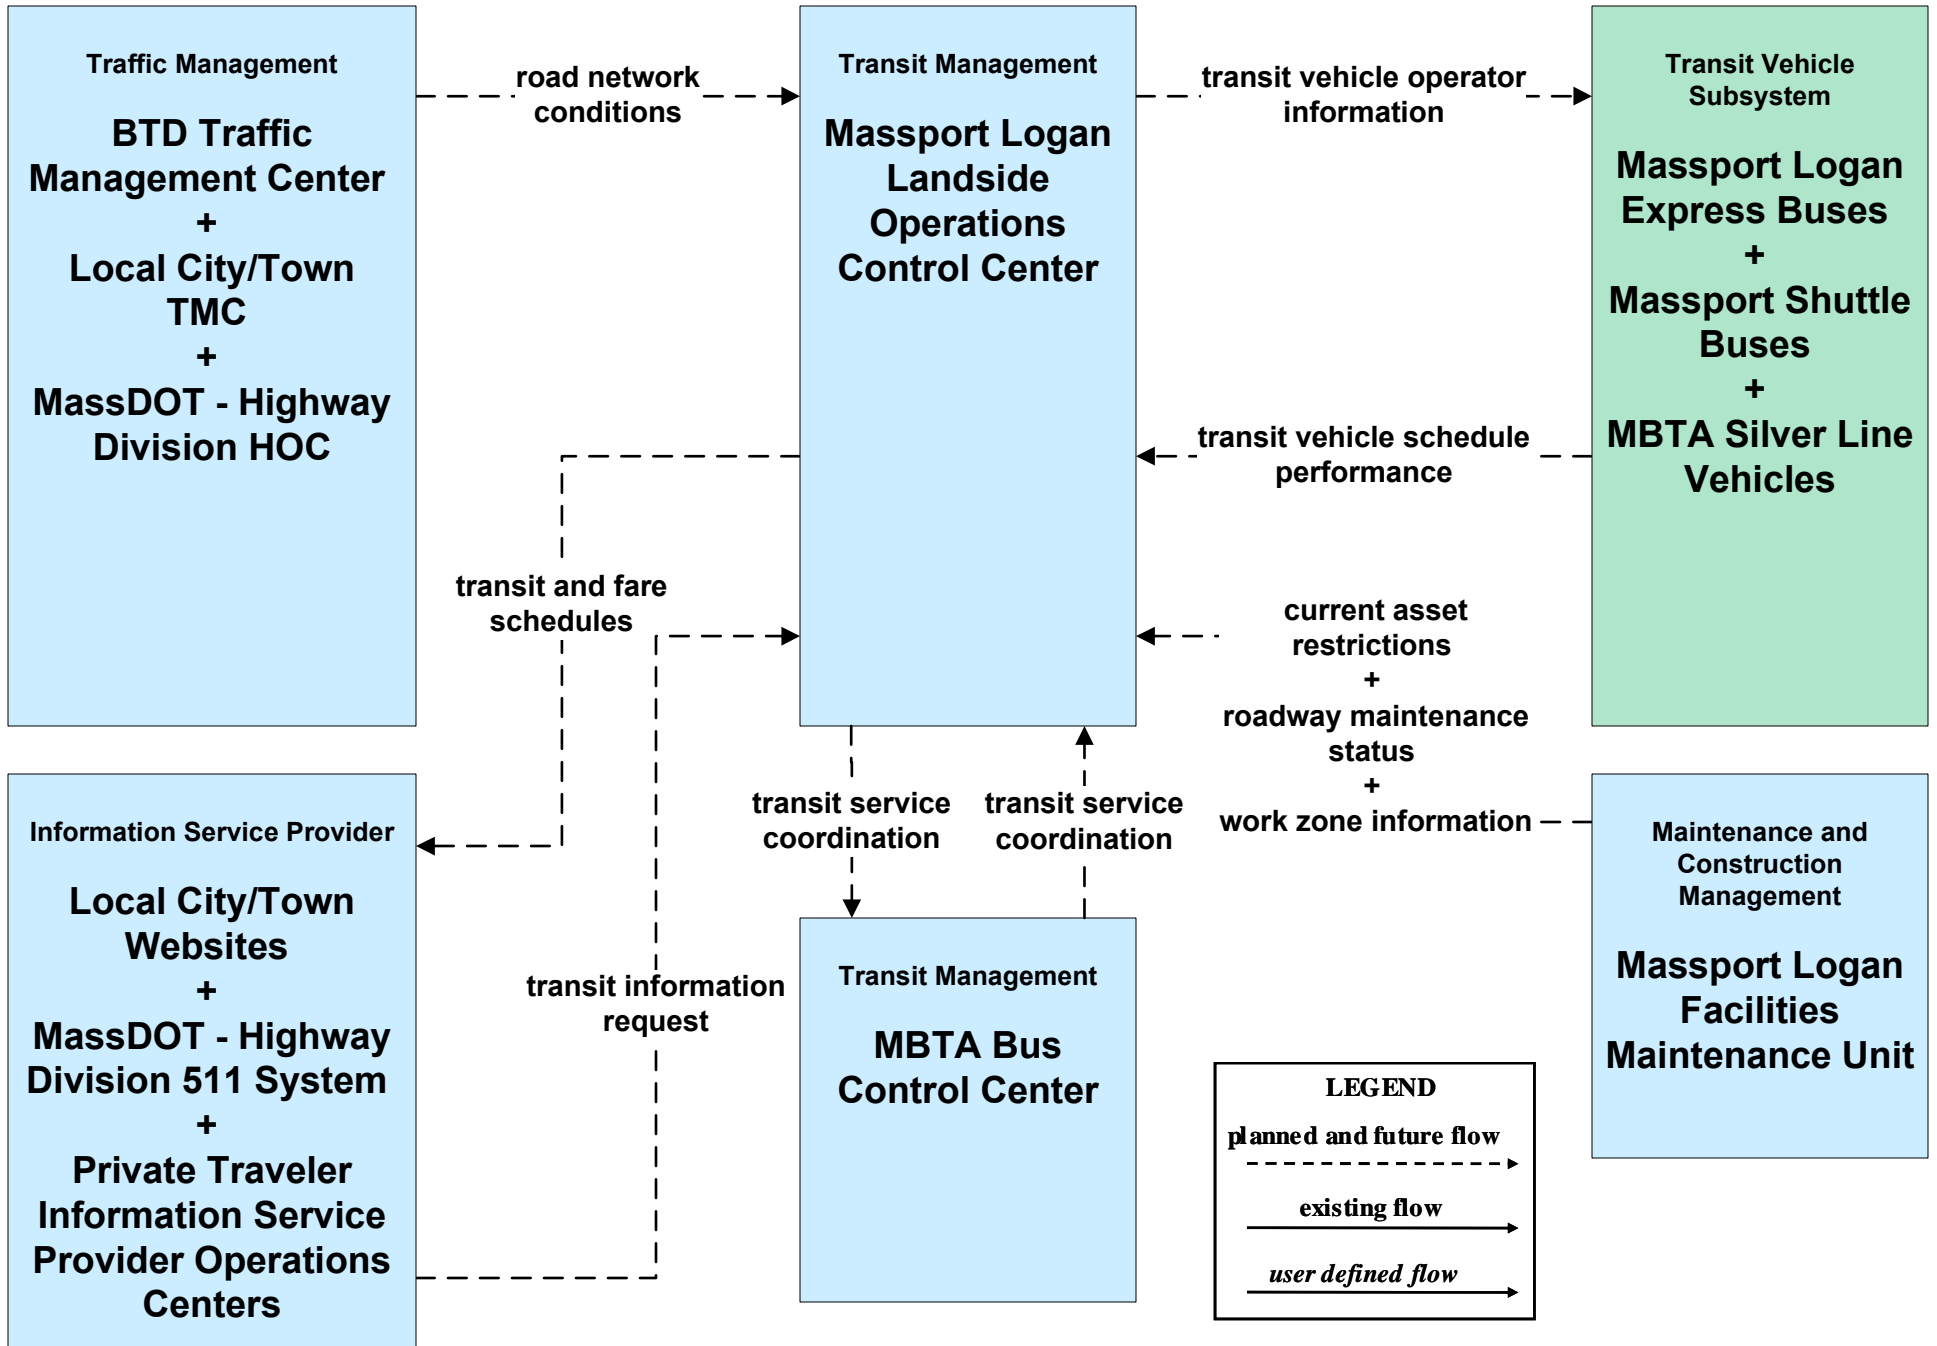 Traffic Management
BTD Traffic
Management Center
+
Local City/Town
TMC
+
MassDOT - Highway
Division HOC
road network
conditions
Transit Management
Massport Logan
Landside
Operations
Control Center
transit vehicle operator
information
Transit Vehicle
Subsystem
Massport Logan
Express Buses
+
Massport Shuttle
Buses
+
MBTA Silver Line
Vehicles
transit vehicle schedule
performance
transit and fare
schedules
current asset
restrictions
+
roadway maintenance
status
+
work zone information
transit service
coordination
transit service
coordination
Information Service Provider
Local City/Town
Websites
+
MassDOT - Highway
Division 511 System
+
Private Traveler
Information Service
Provider Operations
Centers
transit information
request
Transit Management
MBTA Bus
Control Center
Maintenance and
Construction
Management
Massport Logan
Facilities
Maintenance Unit
LEGEND
planned and future flow
existing flow
user defined flow